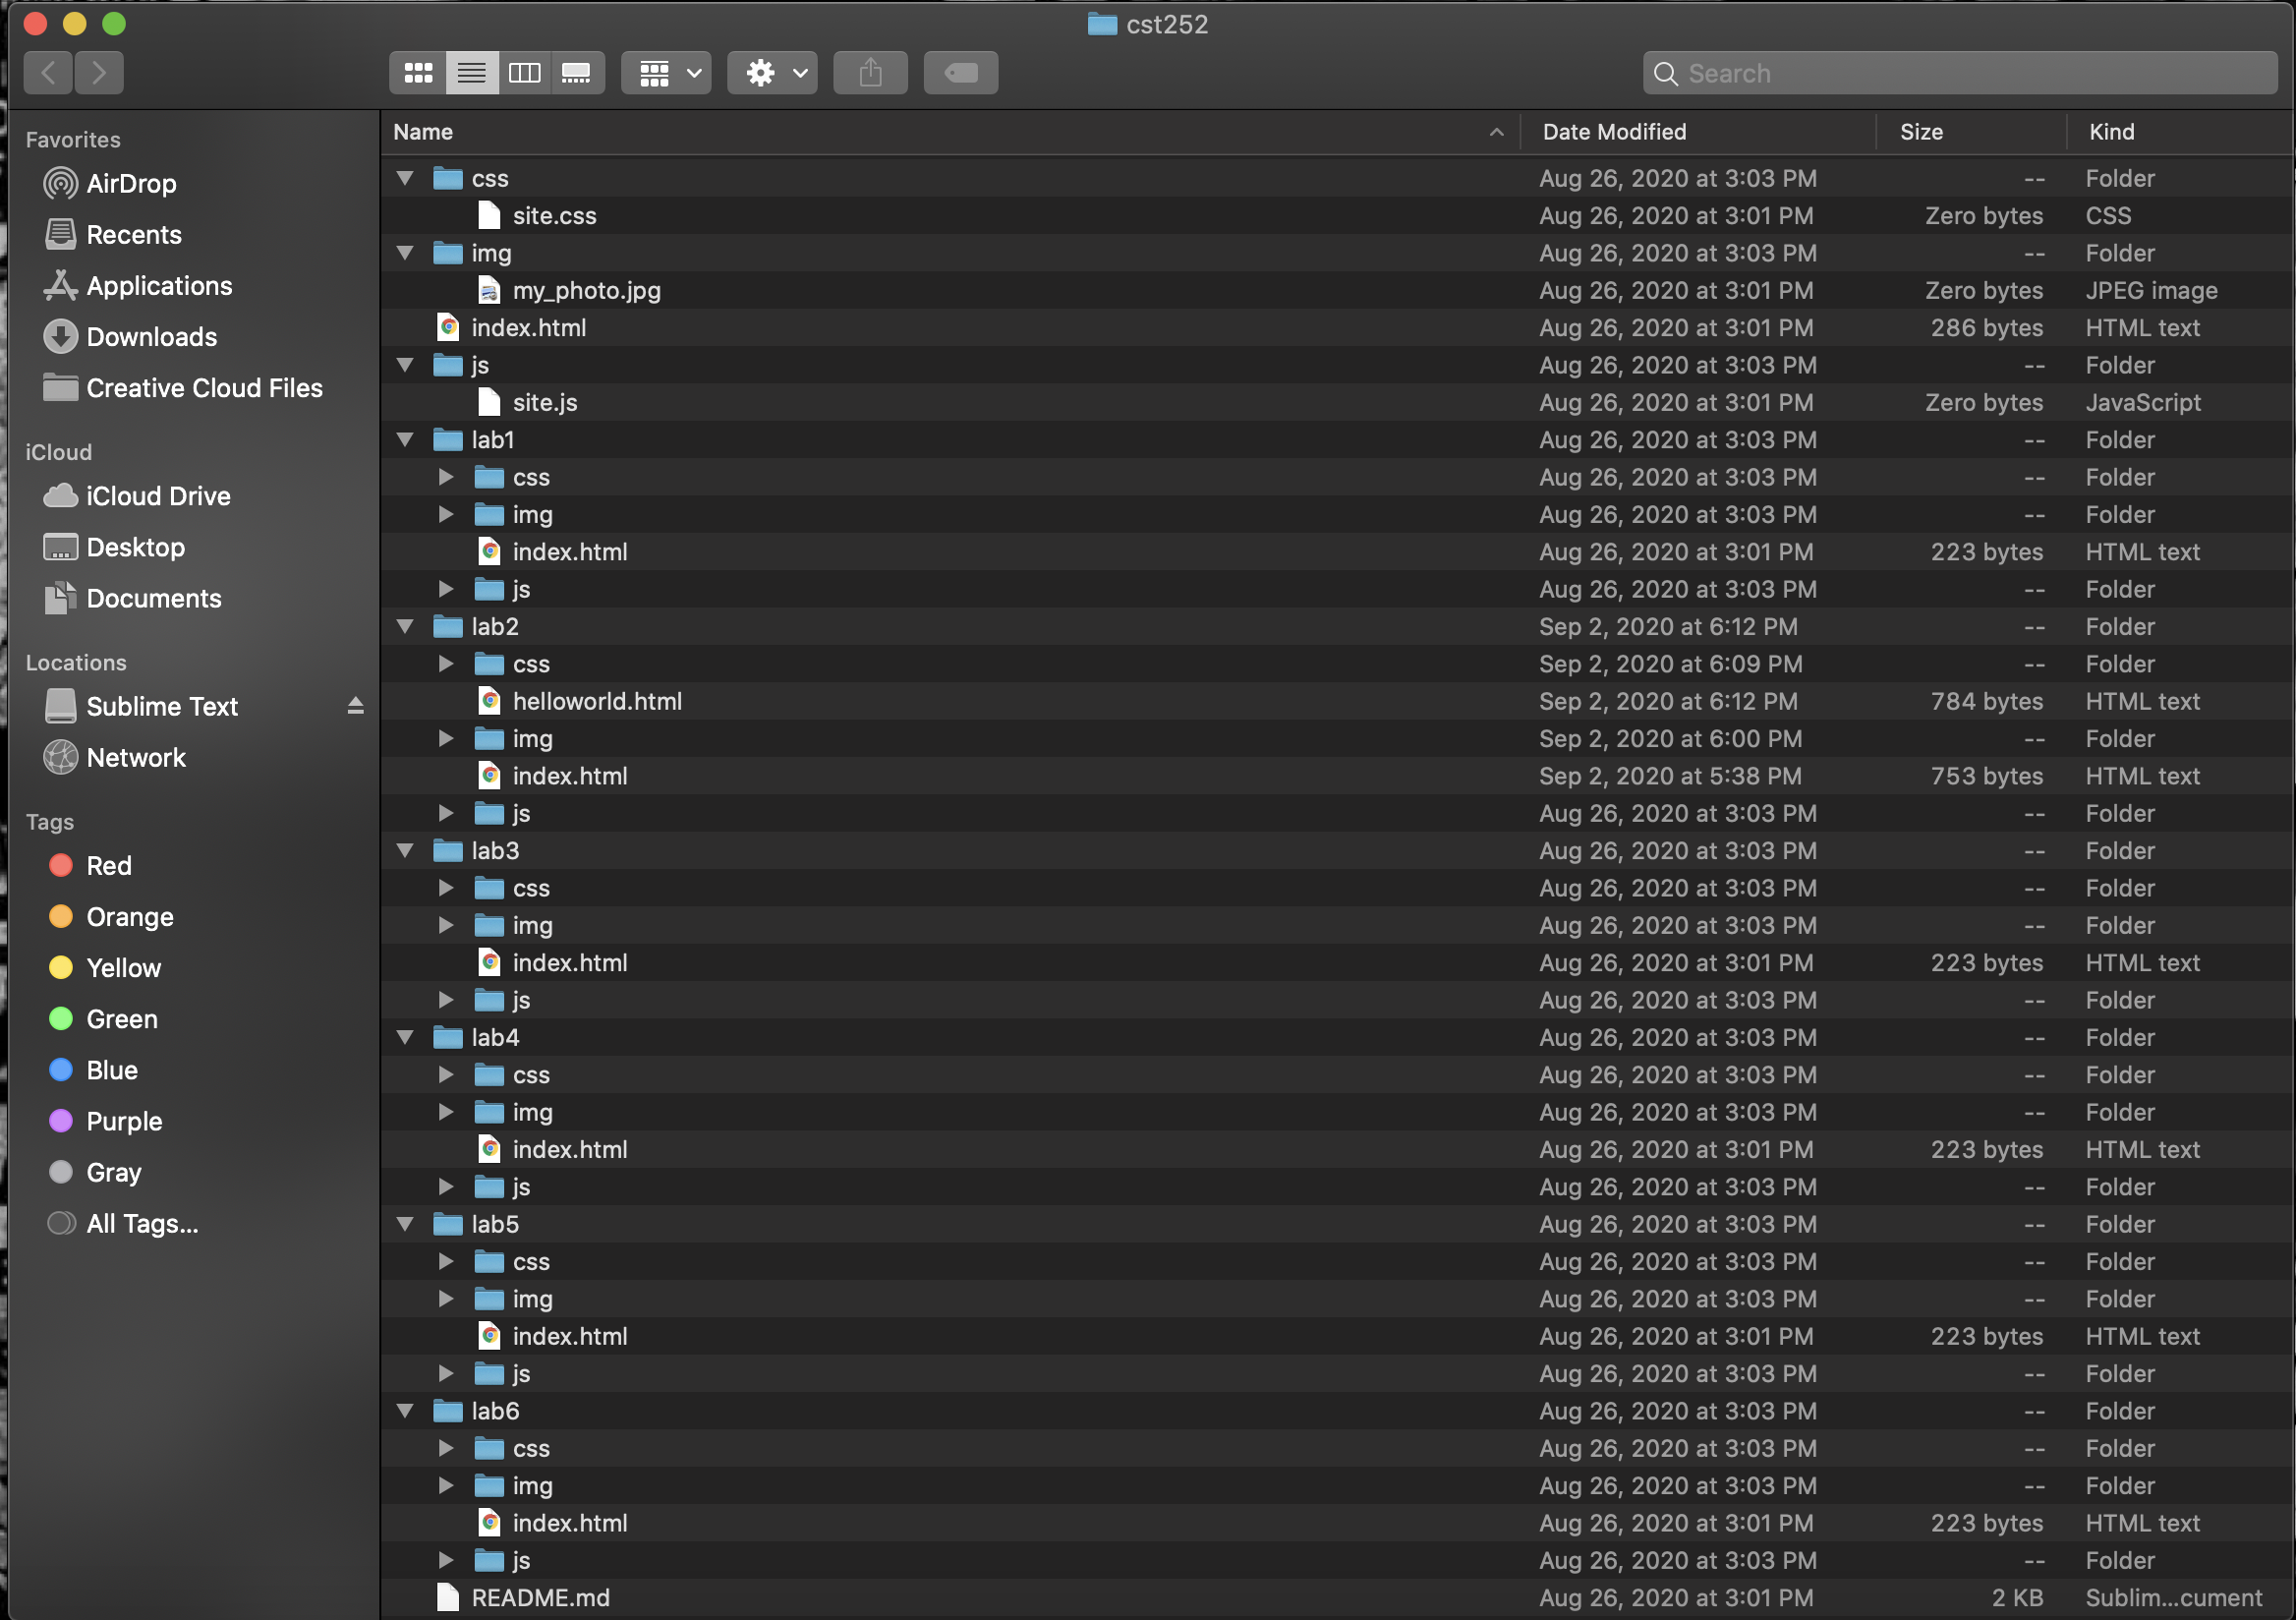 cst252
Search
Favorites
AirDrop
Recents
Applications
Downloads
Creative Cloud Files
iCloud
iCloud Drive
Desktop
Documents
Locations
Sublime Text
Network
Tags
Red
Orange
Yellow
Green
Blue
Purple
Gray
All Tags...
Name Date Modified Size Kind
css Aug 26, 2020 at 3:03 PM -- Folder
site.css Aug 26, 2020 at 3:01 PM Zero bytes CSS
img Aug 26, 2020 at 3:03 PM -- Folder
my_photo.jpg Aug 26, 2020 at 3:01 PM Zero bytes JPEG image
index.html Aug 26, 2020 at 3:01 PM 286 bytes HTML text
js Aug 26, 2020 at 3:03 PM -- Folder
site.js Aug 26, 2020 at 3:01 PM Zero bytes JavaScript
lab1 Aug 26, 2020 at 3:03 PM -- Folder
css Aug 26, 2020 at 3:03 PM -- Folder
img Aug 26, 2020 at 3:03 PM -- Folder
index.html Aug 26, 2020 at 3:01 PM 223 bytes HTML text
js Aug 26, 2020 at 3:03 PM -- Folder
lab2 Sep 2, 2020 at 6:12 PM -- Folder
css Sep 2, 2020 at 6:09 PM -- Folder
helloworld.html Sep 2, 2020 at 6:12 PM 784 bytes HTML text
img Sep 2, 2020 at 6:00 PM -- Folder
index.html Sep 2, 2020 at 5:38 PM 753 bytes HTML text
js Aug 26, 2020 at 3:03 PM -- Folder
lab3 Aug 26, 2020 at 3:03 PM -- Folder
css Aug 26, 2020 at 3:03 PM -- Folder
img Aug 26, 2020 at 3:03 PM -- Folder
index.html Aug 26, 2020 at 3:01 PM 223 bytes HTML text
js Aug 26, 2020 at 3:03 PM -- Folder
lab4 Aug 26, 2020 at 3:03 PM -- Folder
css Aug 26, 2020 at 3:03 PM -- Folder
img Aug 26, 2020 at 3:03 PM -- Folder
index.html Aug 26, 2020 at 3:01 PM 223 bytes HTML text
js Aug 26, 2020 at 3:03 PM -- Folder
lab5 Aug 26, 2020 at 3:03 PM -- Folder
css Aug 26, 2020 at 3:03 PM -- Folder
img Aug 26, 2020 at 3:03 PM -- Folder
index.html Aug 26, 2020 at 3:01 PM 223 bytes HTML text
js Aug 26, 2020 at 3:03 PM -- Folder
lab6 Aug 26, 2020 at 3:03 PM -- Folder
css Aug 26, 2020 at 3:03 PM -- Folder
img Aug 26, 2020 at 3:03 PM -- Folder
index.html Aug 26, 2020 at 3:01 PM 223 bytes HTML text
js Aug 26, 2020 at 3:03 PM -- Folder
README.md Aug 26, 2020 at 3:01 PM 2 KB Sublim...cument